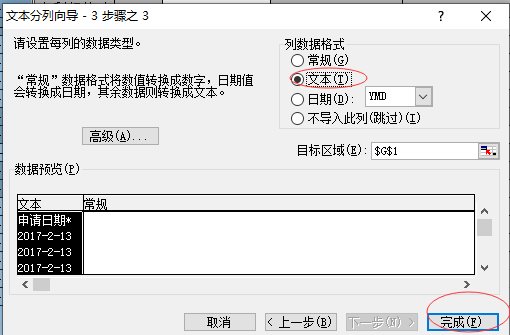 文本分列向导 - 3 步骤之 3
请设置每列的数据类型。
“常规”数据格式将数值转换成数字，日期值
会转换成日期，其余数据则转换成文本。
高级(A)...
列数据格式
常规(G)
文本(T)
日期(D): YMD
不导入此列(跳过)(I)
目标区域(E): $G$1
数据预览(P)
文本 常规
申请日期*
2017-2-13
2017-2-13
2017-2-13
取消 < 上一步(B) 下一步(N) > 完成(F)